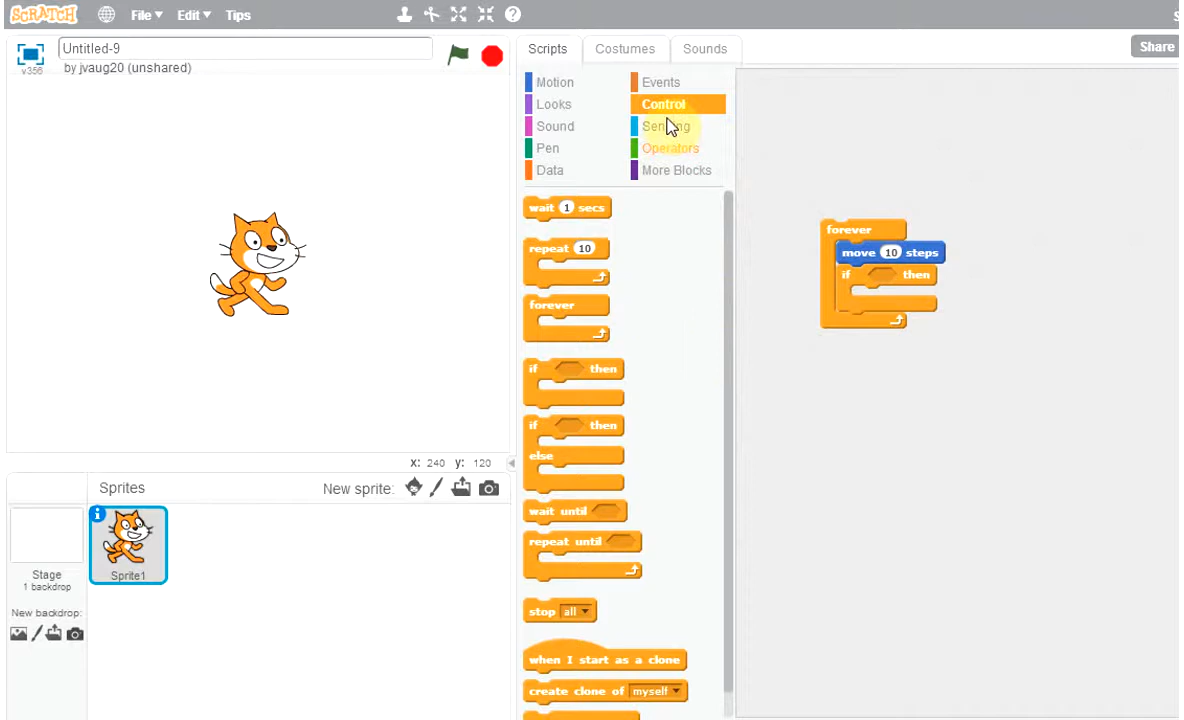 SCRATCH File Edit Tips
Untitled-9
by jvaug20 (unshared)
v356
Scripts Costumes Sounds
Share
Motion Events
Looks Control
Sound Sensing
Pen Operators
Data More Blocks
wait 1 secs
repeat 10
forever
if then
if then
else
wait until
repeat until
stop all
when I start as a clone
create clone of myself
forever
move 10 steps
if then
x: 240 y: 120
Sprites New sprite:
Stage
1 backdrop
New backdrop:
Sprite1